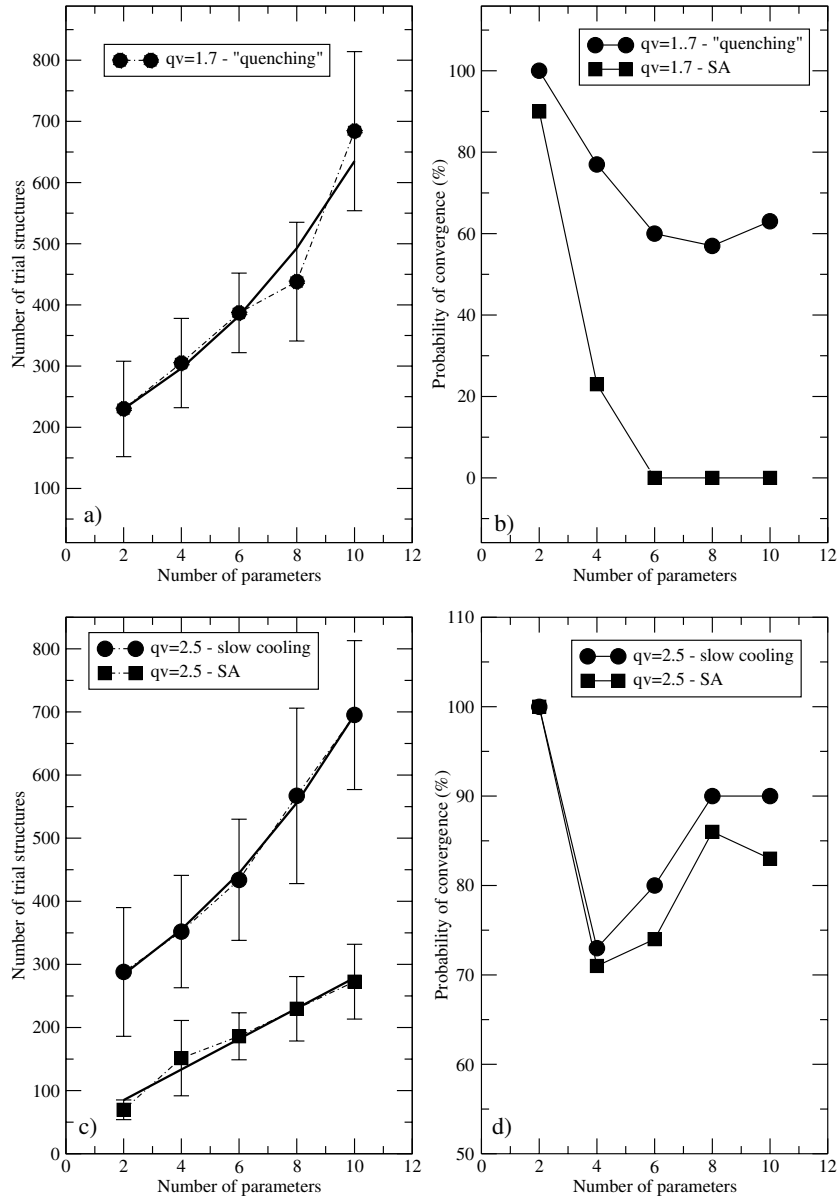 800
700
600
500
400
300
200
100
0 2 4 6 8 10 12
Number of parameters
Number of trial structures
qv=1.7 - "quenching"
a)
100
80
60
40
20
0
0 2 4 6 8 10 12
Number of parameters
Probability of convergence (%)
qv=1..7 - "quenching"
qv=1.7 - SA
b)
800
700
600
500
400
300
200
100
0
0 2 4 6 8 10 12
Number of parameters
Number of trial structures
qv=2.5 - slow cooling
qv=2.5 - SA
c)
110
100
90
80
70
60
50
0 2 4 6 8 10 12
Number of parameters
Probability of convergence (%)
qv=2.5 - slow cooling
qv=2.5 - SA
d)